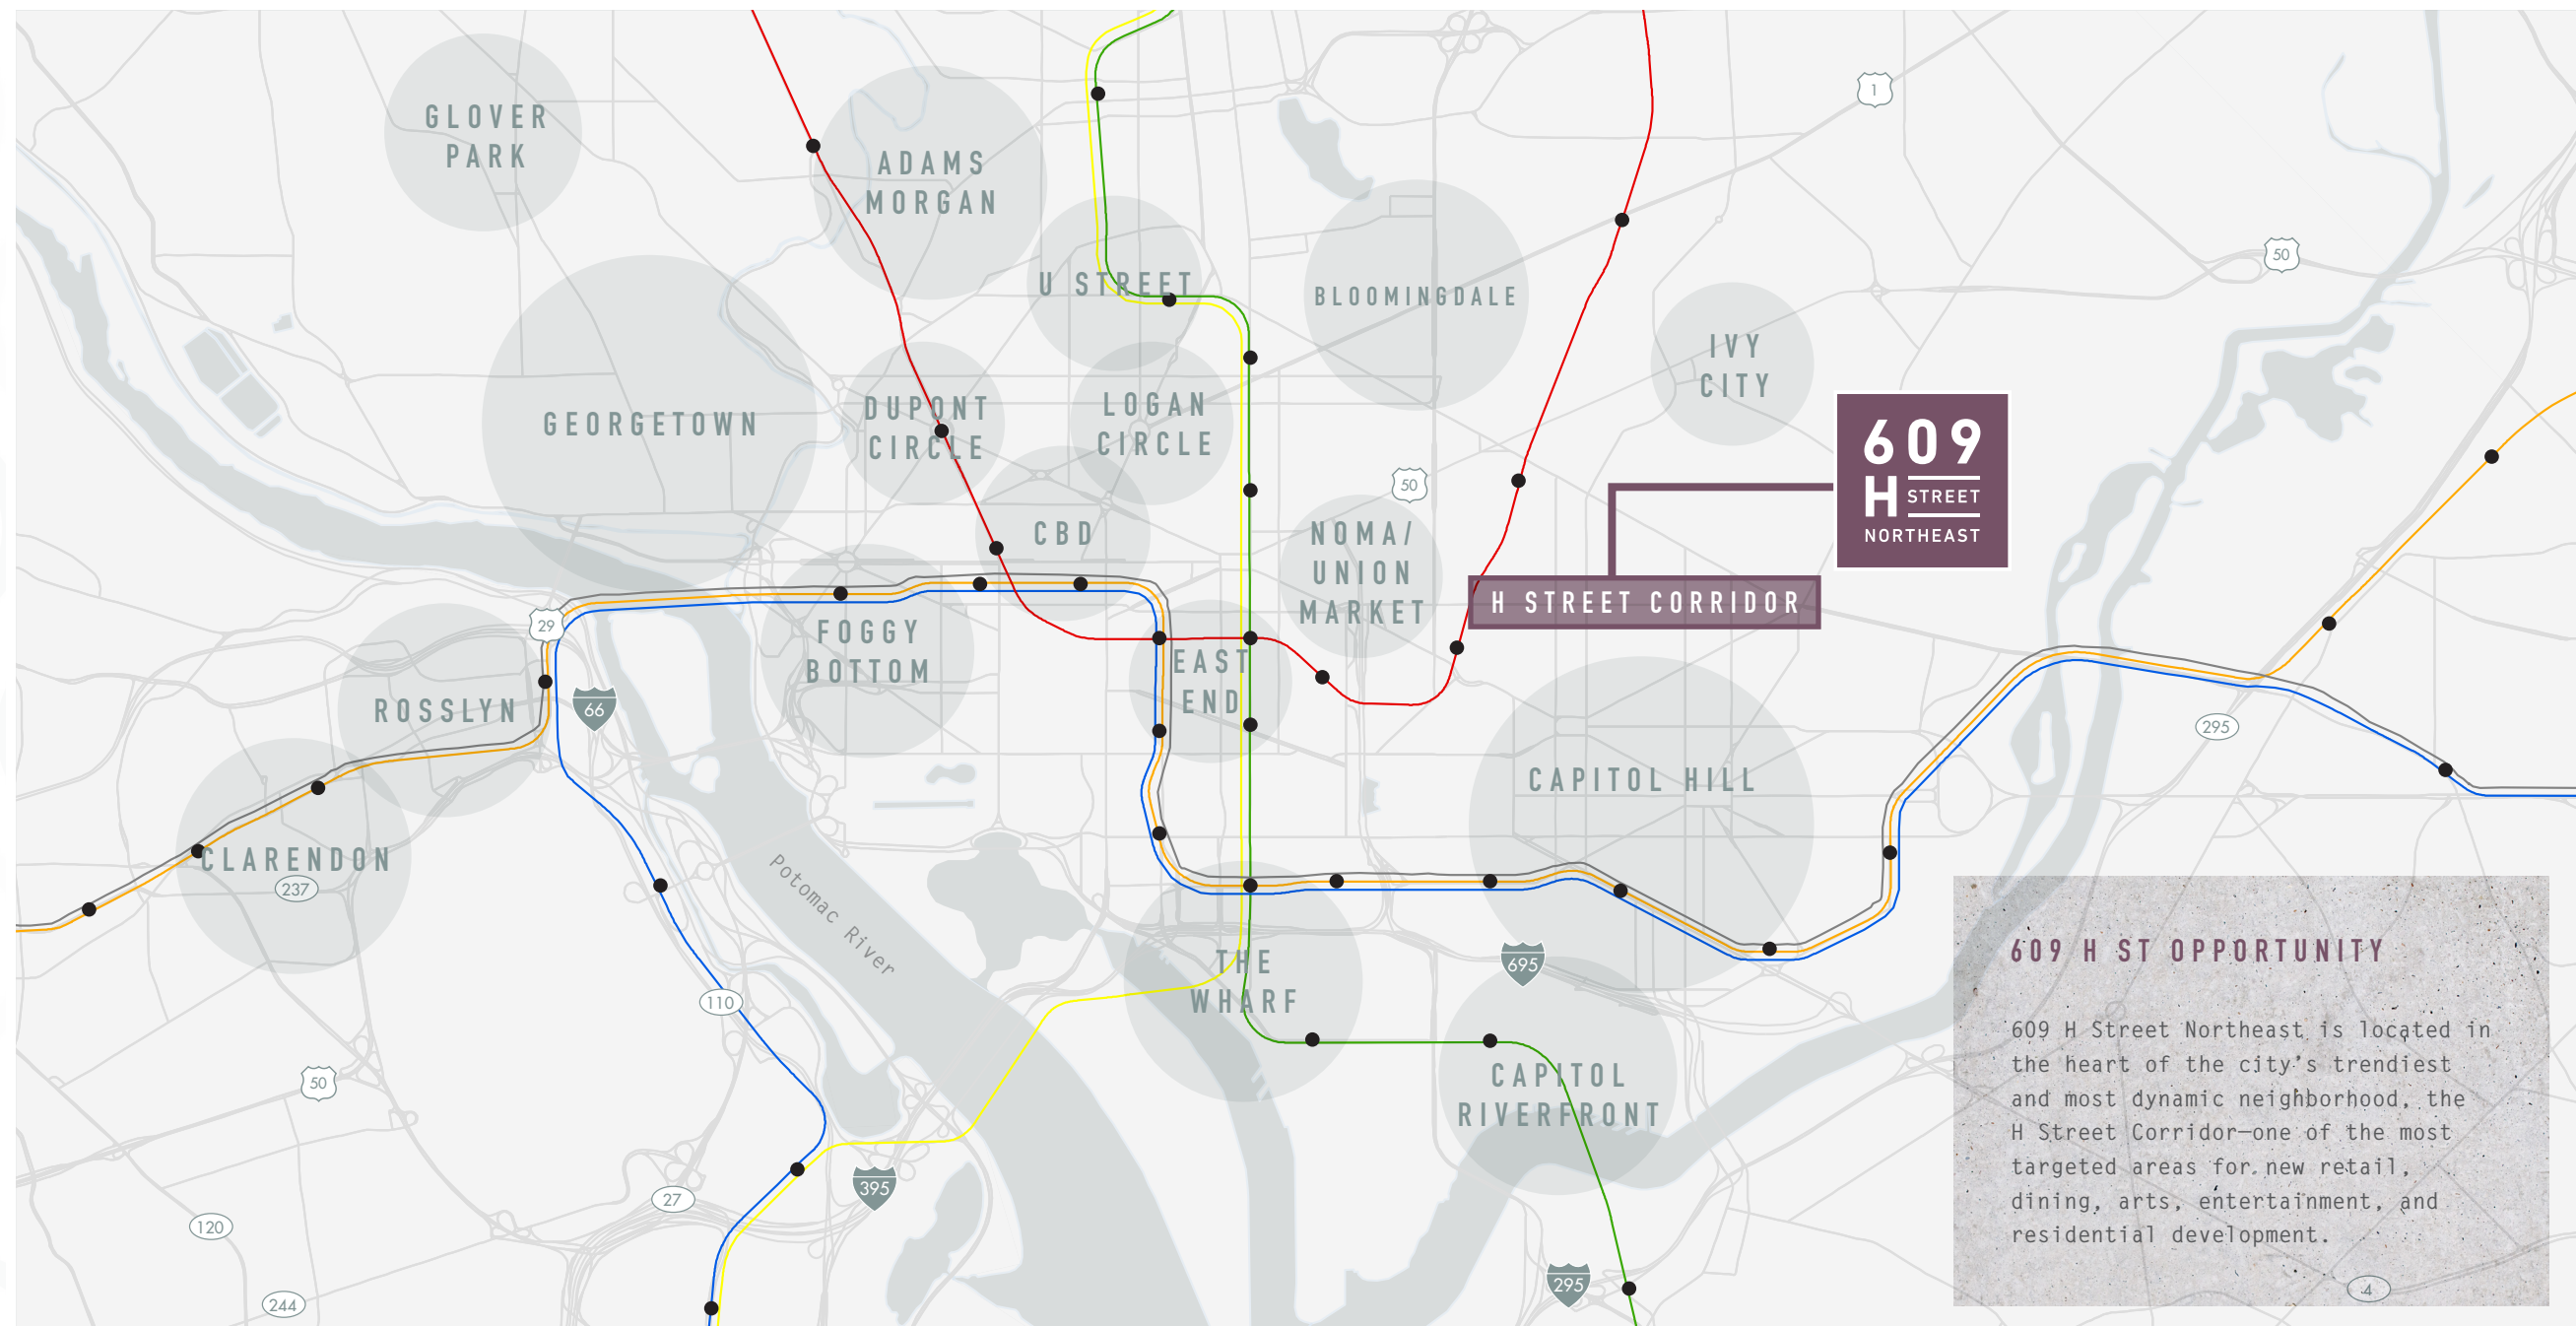 GLOVER
PARK
ADAMS
MORGAN
1
U STREET
BLOOMINGDALE
50
IVY
CITY
GEORGETOWN
DUPONT
CIRCLE
LOGAN
CIRCLE
609
H STREET
NORTHEAST
50
CBD
NOMA/
UNION
MARKET
H STREET CORRIDOR
29
FOGGY
BOTTOM
EAST
END
ROSSLYN
66
295
CAPITOL HILL
CLARENDON
237
Potomac River
THE
WHARF
695
110
50
CAPITOL
RIVERFRONT
395
27
120
244
295
609 H ST OPPORTUNITY
609 H Street Northeast is located in
the heart of the city's trendiest
and most dynamic neighborhood, the
H Street Corridor—one of the most
targeted areas for new retail,
dining, arts, entertainment, and
residential development.
4